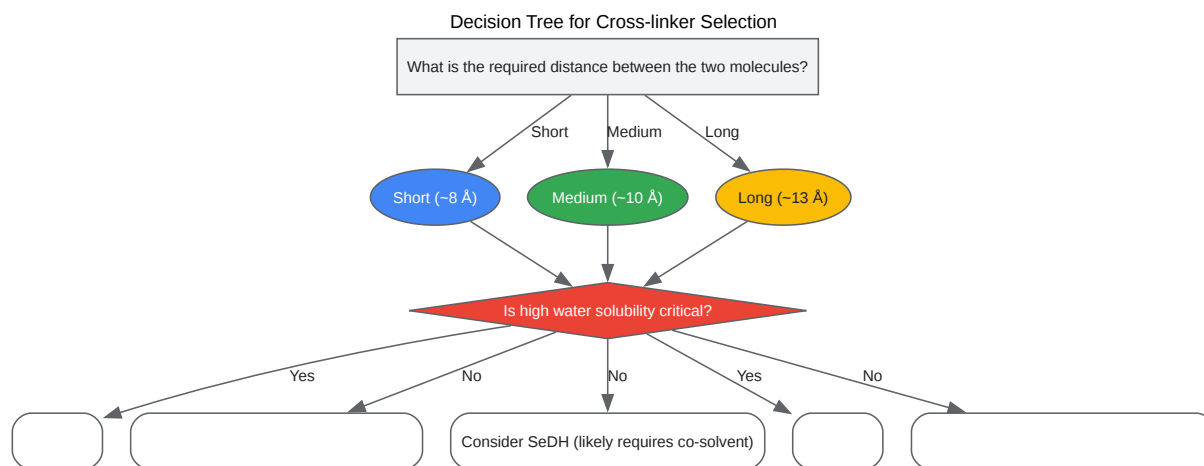 Decision Tree for Cross-linker Selection
What is the required distance between the two molecules?
Short
Medium
Long
Short (~8 Å)
Medium (~10 Å)
Long (~13 Å)
Is high water solubility critical?
Yes
No
No
Yes
No
Consider SeDH (likely requires co-solvent)